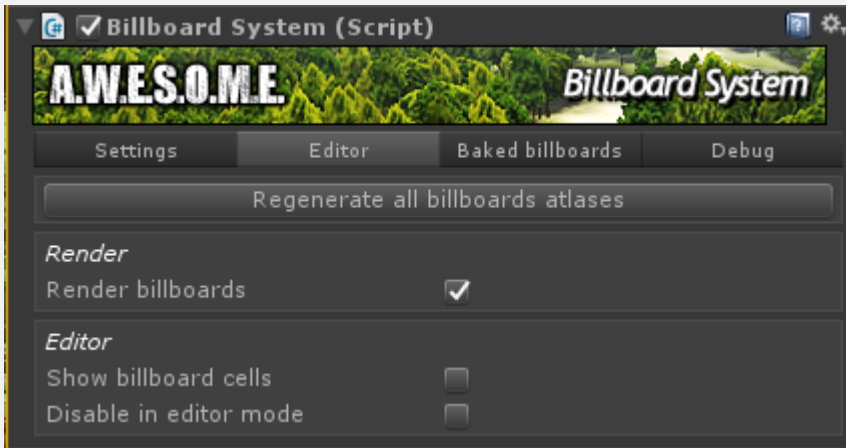 Billboard System (Script)
A.W.E.S.O.M.E. Billboard System
Settings Editor Baked billboards Debug
Regenerate all billboards atlases
Render
Render billboards
Editor
Show billboard cells
Disable in editor mode